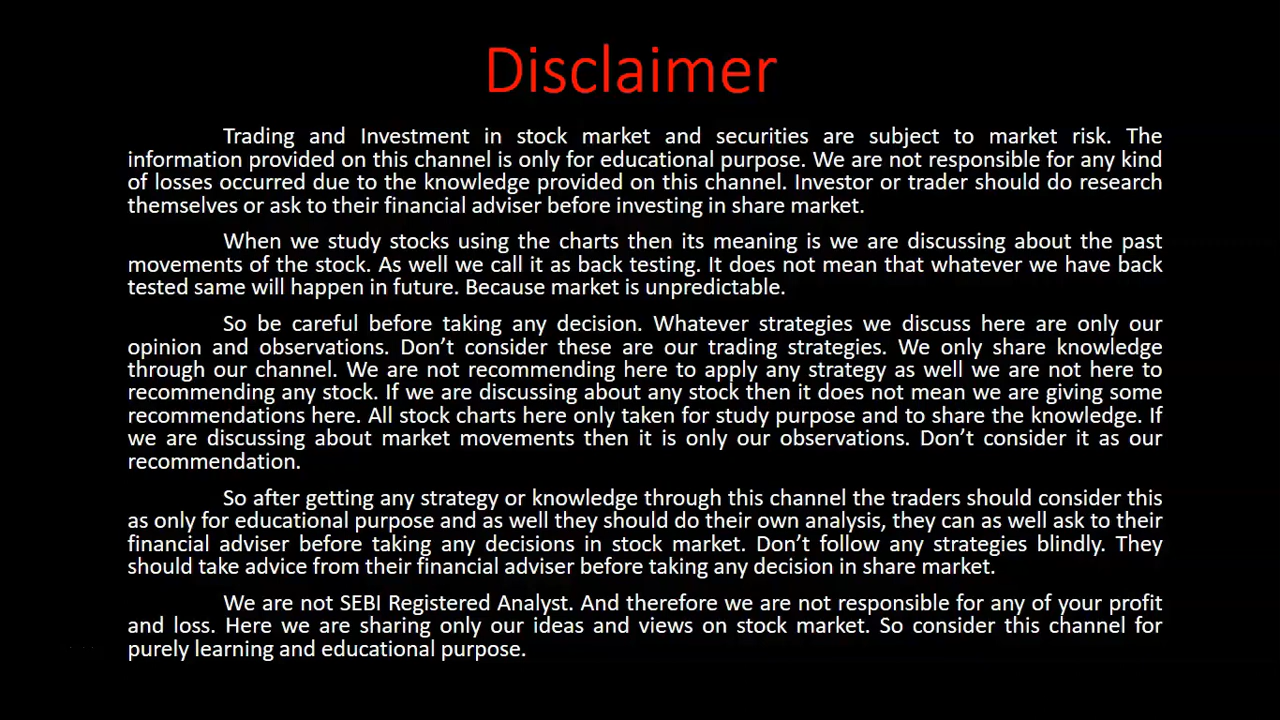 Disclaimer
Trading and Investment in stock market and securities are subject to market risk. The
information provided on this channel is only for educational purpose. We are not responsible for any kind
of losses occurred due to the knowledge provided on this channel. Investor or trader should do research
themselves or ask to their financial adviser before investing in share market.
When we study stocks using the charts then its meaning is we are discussing about the past
movements of the stock. As well we call it as back testing. It does not mean that whatever we have back
tested same will happen in future. Because market is unpredictable.
So be careful before taking any decision. Whatever strategies we discuss here are only our
opinion and observations. Don’t consider these are our trading strategies. We only share knowledge
through our channel. We are not recommending here to apply any strategy as well we are not here to
recommending any stock. If we are discussing about any stock then it does not mean we are giving some
recommendations here. All stock charts here only taken for study purpose and to share the knowledge. If
we are discussing about market movements then it is only our observations. Don’t consider it as our
recommendation.
So after getting any strategy or knowledge through this channel the traders should consider this
as only for educational purpose and as well they should do their own analysis, they can as well ask to their
financial adviser before taking any decisions in stock market. Don’t follow any strategies blindly. They
should take advice from their financial adviser before taking any decision in share market.
We are not SEBI Registered Analyst. And therefore we are not responsible for any of your profit
and loss. Here we are sharing only our ideas and views on stock market. So consider this channel for
purely learning and educational purpose.